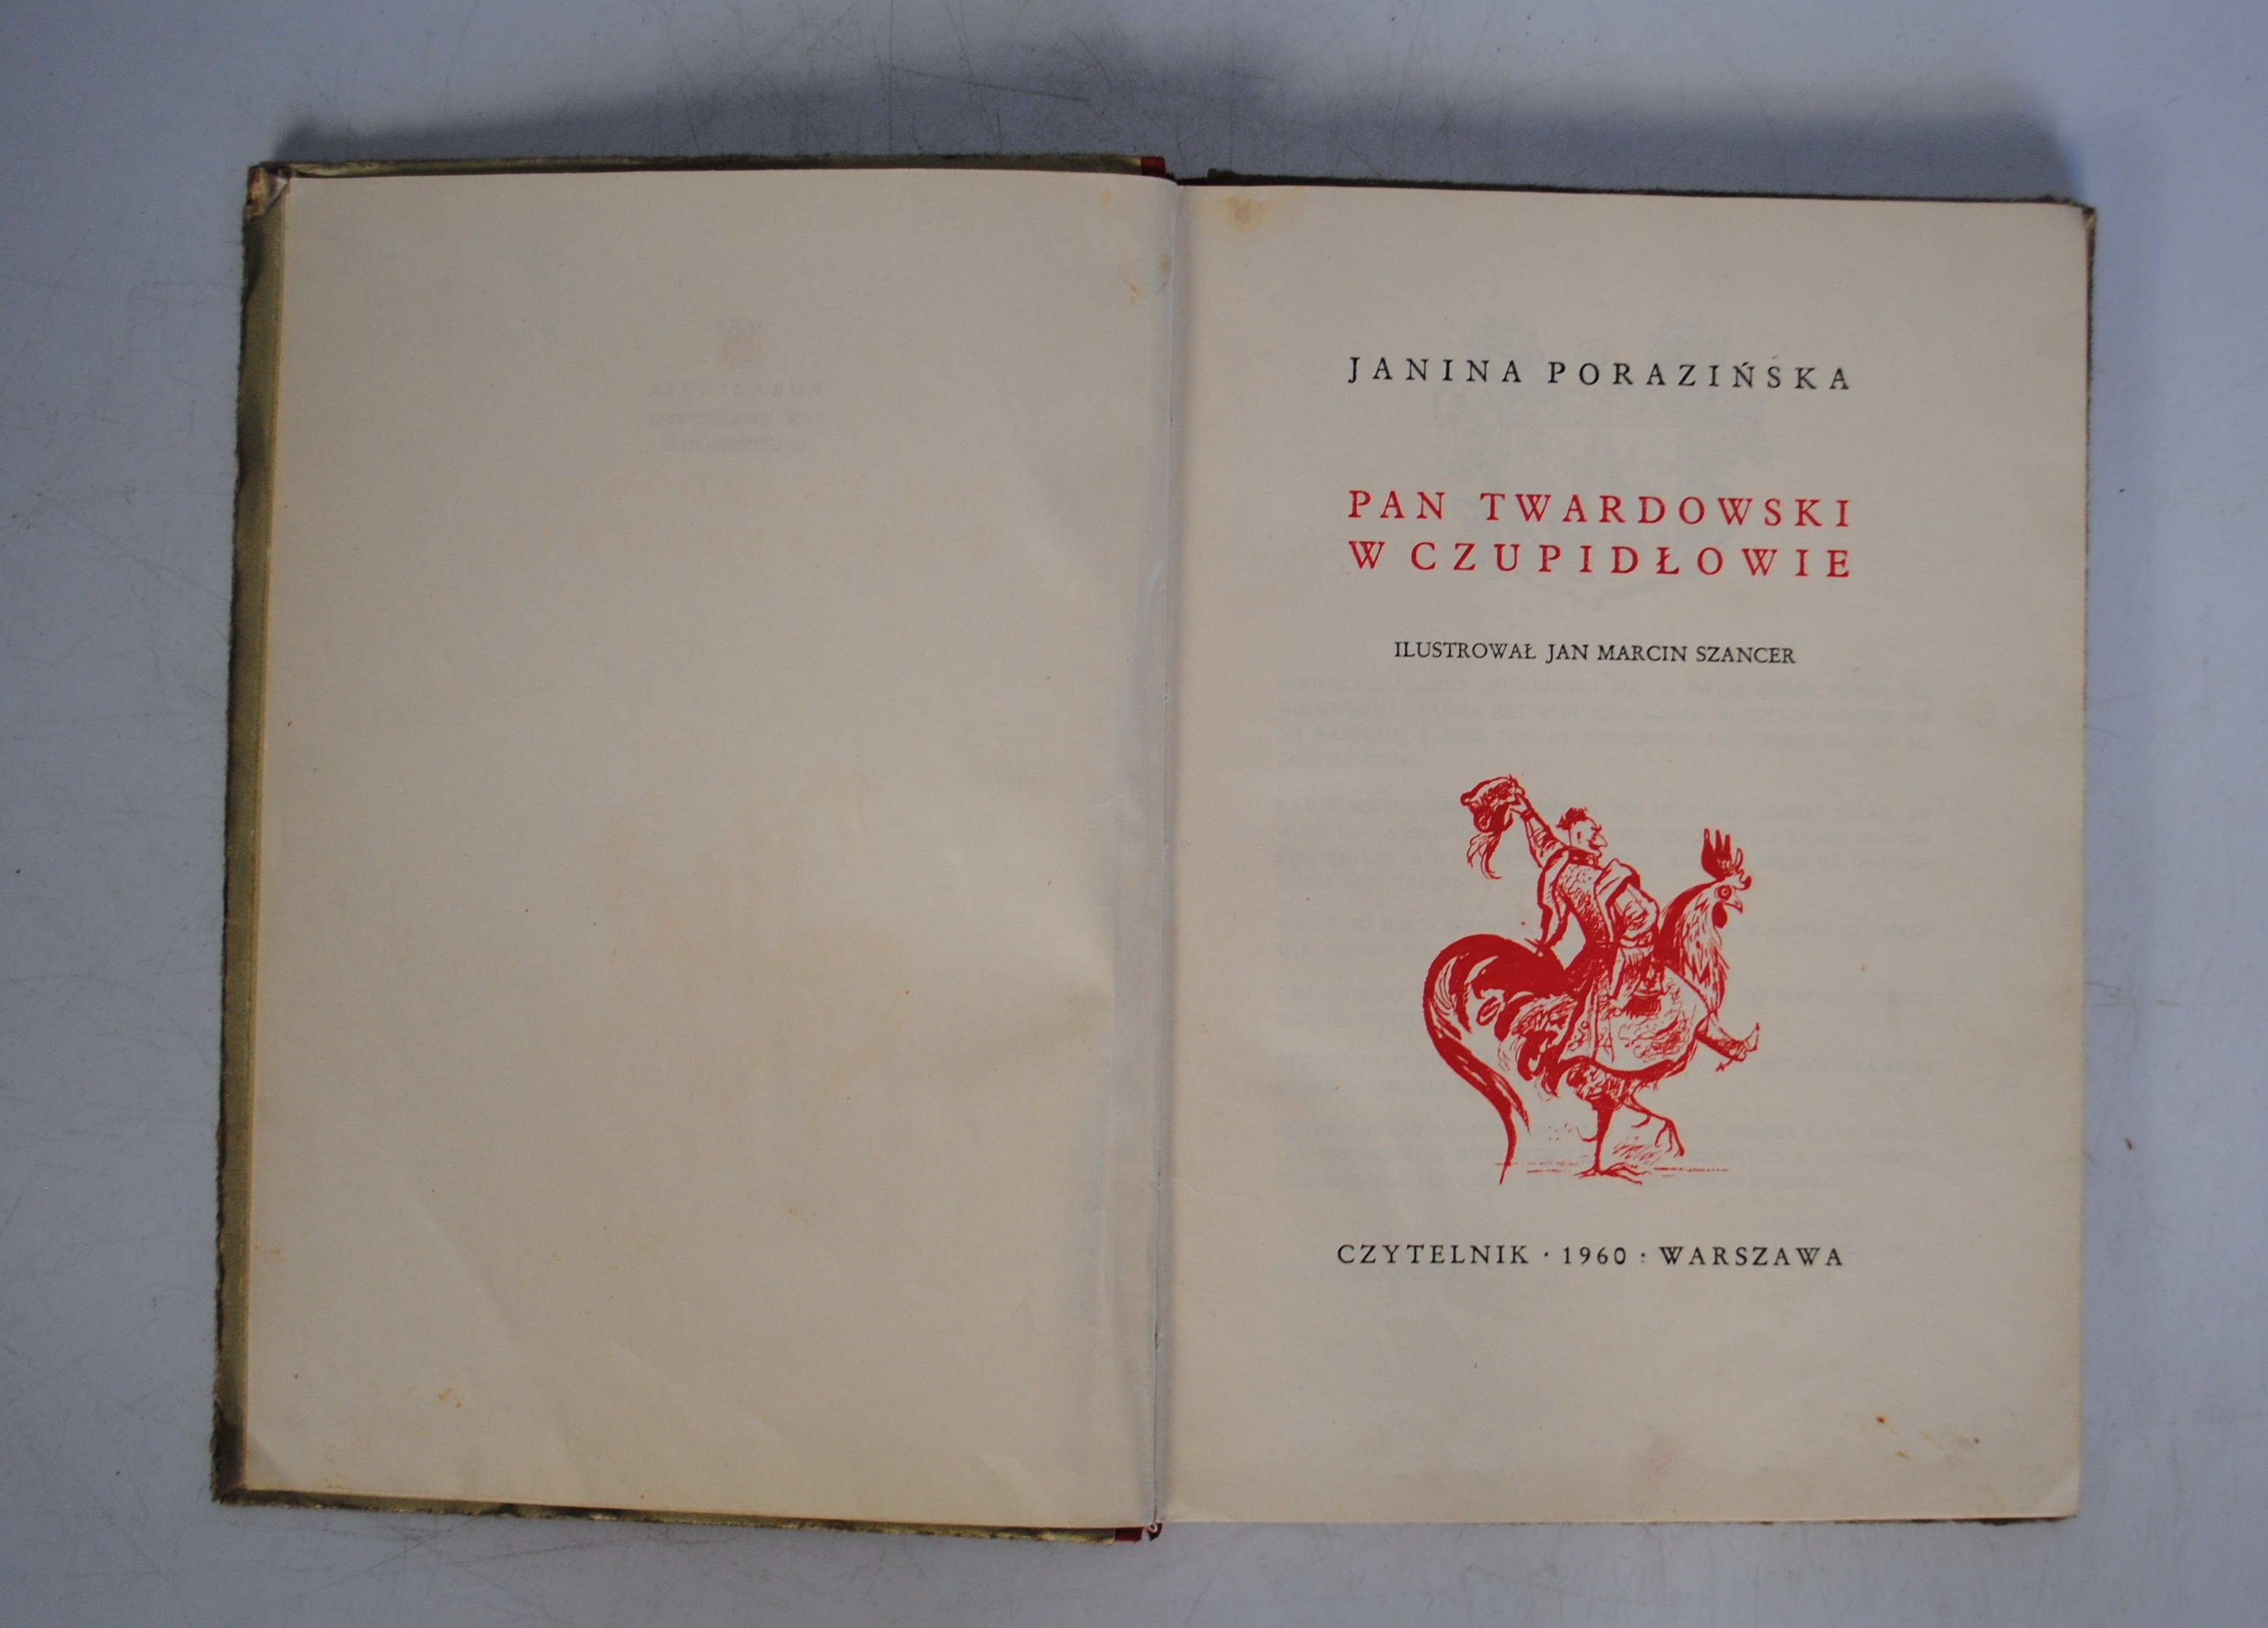 JANINA PORAZIŃSKA
PAN TWARDOWSKI
W CZUPIDŁOWIE
ILUSTROWAŁ JAN MARCIN SZANCER
CZYTELNIK · 1960 : WARSZAWA